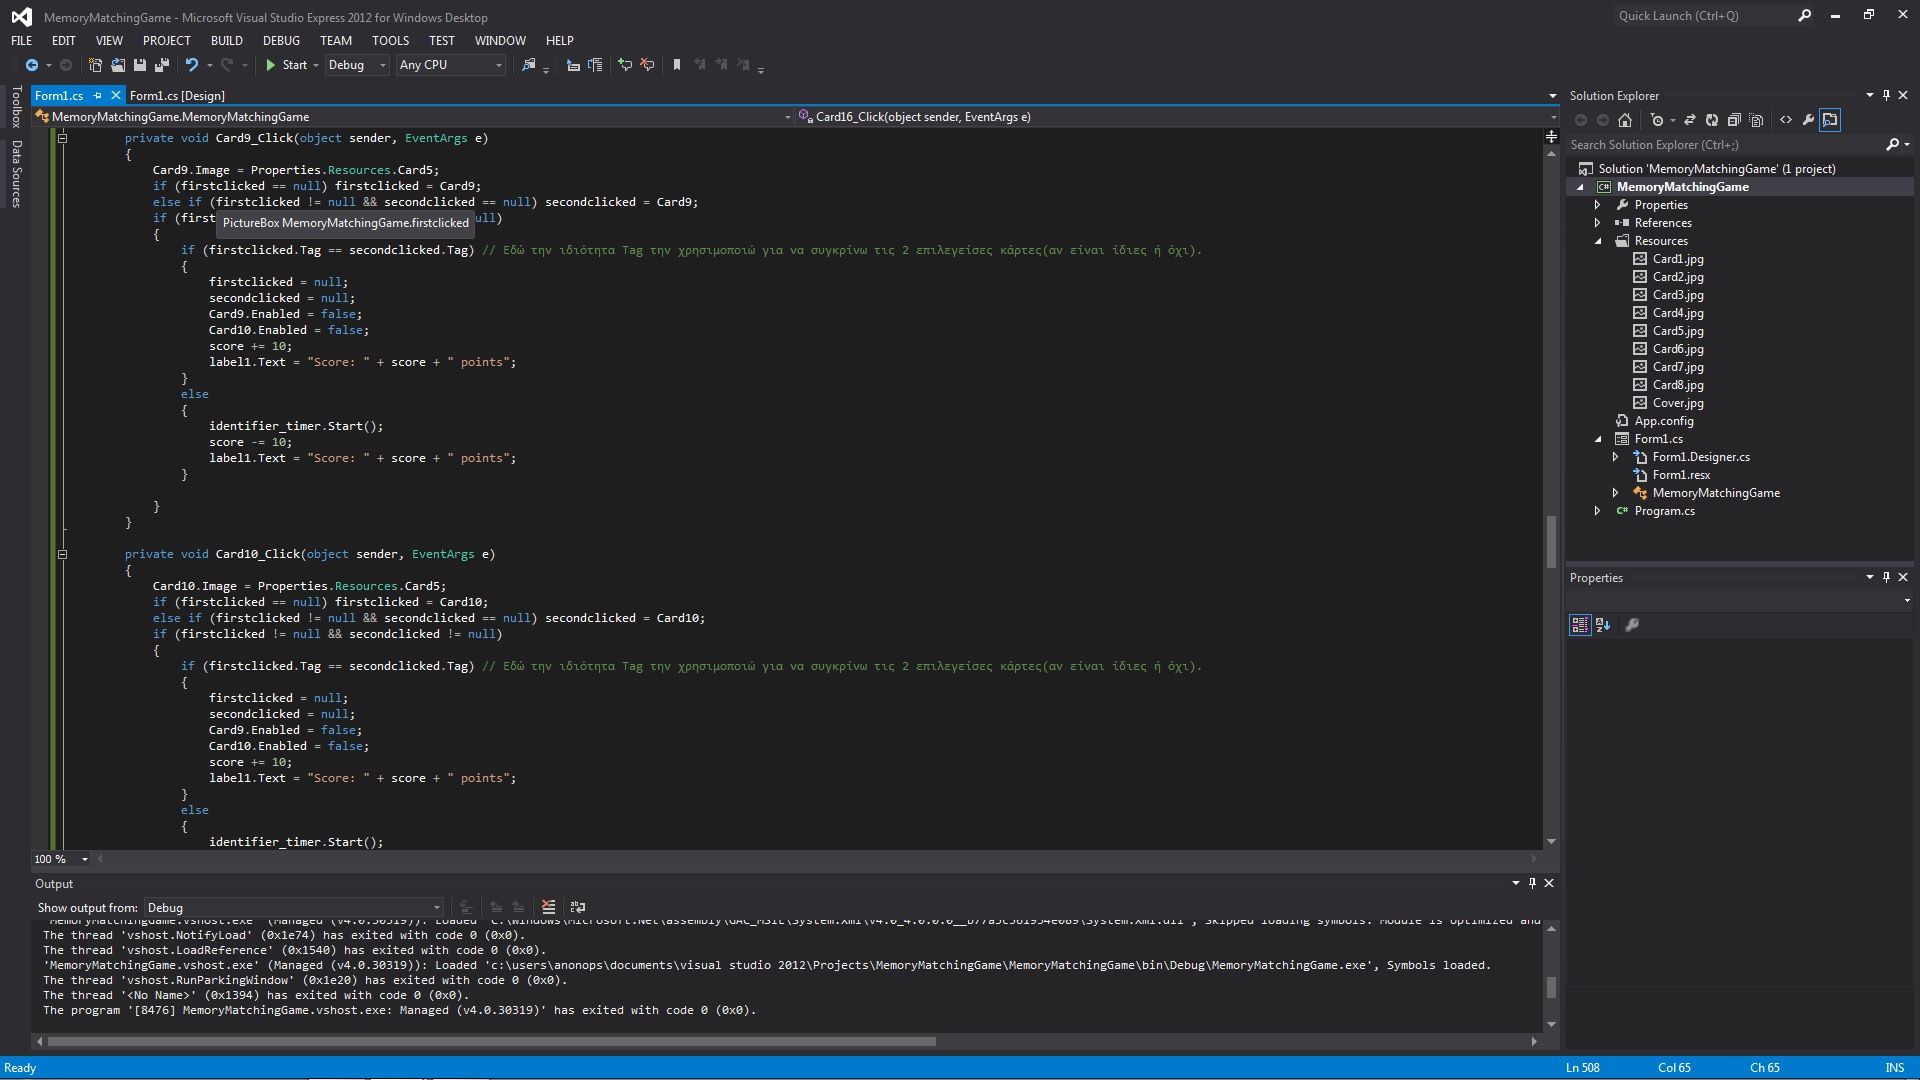 MemoryMatchingGame - Microsoft Visual Studio Express 2012 for Windows Desktop
Quick Launch (Ctrl+Q)
FILE EDIT VIEW PROJECT BUILD DEBUG TEAM TOOLS TEST WINDOW HELP
Start Debug Any CPU
Toolbox
Data Sources
Form1.cs Form1.cs [Design]
MemoryMatchingGame.MemoryMatchingGame Card16_Click(object sender, EventArgs e)
private void Card9_Click(object sender, EventArgs e)
{
Card9.Image = Properties.Resources.Card5;
if (firstclicked == null) firstclicked = Card9;
else if (firstclicked != null && secondclicked == null) secondclicked = Card9;
if (first ull)
PictureBox MemoryMatchingGame.firstclicked
{
if (firstclicked.Tag == secondclicked.Tag) // Εδώ την ιδιότητα Tag την χρησιμοποιώ για να συγκρίνω τις 2 επιλεγείσες κάρτες(αν είναι ίδιες ή όχι).
{
firstclicked = null;
secondclicked = null;
Card9.Enabled = false;
Card10.Enabled = false;
score += 10;
label1.Text = "Score: " + score + " points";
}
else
{
identifier_timer.Start();
score -= 10;
label1.Text = "Score: " + score + " points";
}
}
}
private void Card10_Click(object sender, EventArgs e)
{
Card10.Image = Properties.Resources.Card5;
if (firstclicked == null) firstclicked = Card10;
else if (firstclicked != null && secondclicked == null) secondclicked = Card10;
if (firstclicked != null && secondclicked != null)
{
if (firstclicked.Tag == secondclicked.Tag) // Εδώ την ιδιότητα Tag την χρησιμοποιώ για να συγκρίνω τις 2 επιλεγείσες κάρτες(αν είναι ίδιες ή όχι).
{
firstclicked = null;
secondclicked = null;
Card9.Enabled = false;
Card10.Enabled = false;
score += 10;
label1.Text = "Score: " + score + " points";
}
else
{
identifier_timer.Start();
100 %
Output
Show output from: Debug
The thread 'vshost.NotifyLoad' (0x1e74) has exited with code 0 (0x0).
The thread 'vshost.LoadReference' (0x1540) has exited with code 0 (0x0).
'MemoryMatchingGame.vshost.exe' (Managed (v4.0.30319)): Loaded 'c:\users\anonops\documents\visual studio 2012\Projects\MemoryMatchingGame\MemoryMatchingGame\bin\Debug\MemoryMatchingGame.exe', Symbols loaded.
The thread 'vshost.RunParkingWindow' (0x1e20) has exited with code 0 (0x0).
The thread '<No Name>' (0x1394) has exited with code 0 (0x0).
The program '[8476] MemoryMatchingGame.vshost.exe: Managed (v4.0.30319)' has exited with code 0 (0x0).
Solution Explorer
Search Solution Explorer (Ctrl+;)
Solution 'MemoryMatchingGame' (1 project)
MemoryMatchingGame
Properties
References
Resources
Card1.jpg
Card2.jpg
Card3.jpg
Card4.jpg
Card5.jpg
Card6.jpg
Card7.jpg
Card8.jpg
Cover.jpg
App.config
Form1.cs
Form1.Designer.cs
Form1.resx
MemoryMatchingGame
Program.cs
Properties
Ready Ln 508 Col 65 Ch 65 INS